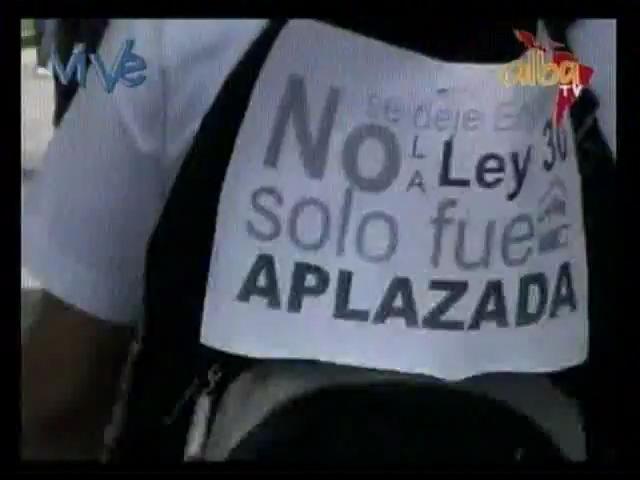 ViVe
alba
TV
No se deje
LA Ley 30
solo fue
APLAZADA